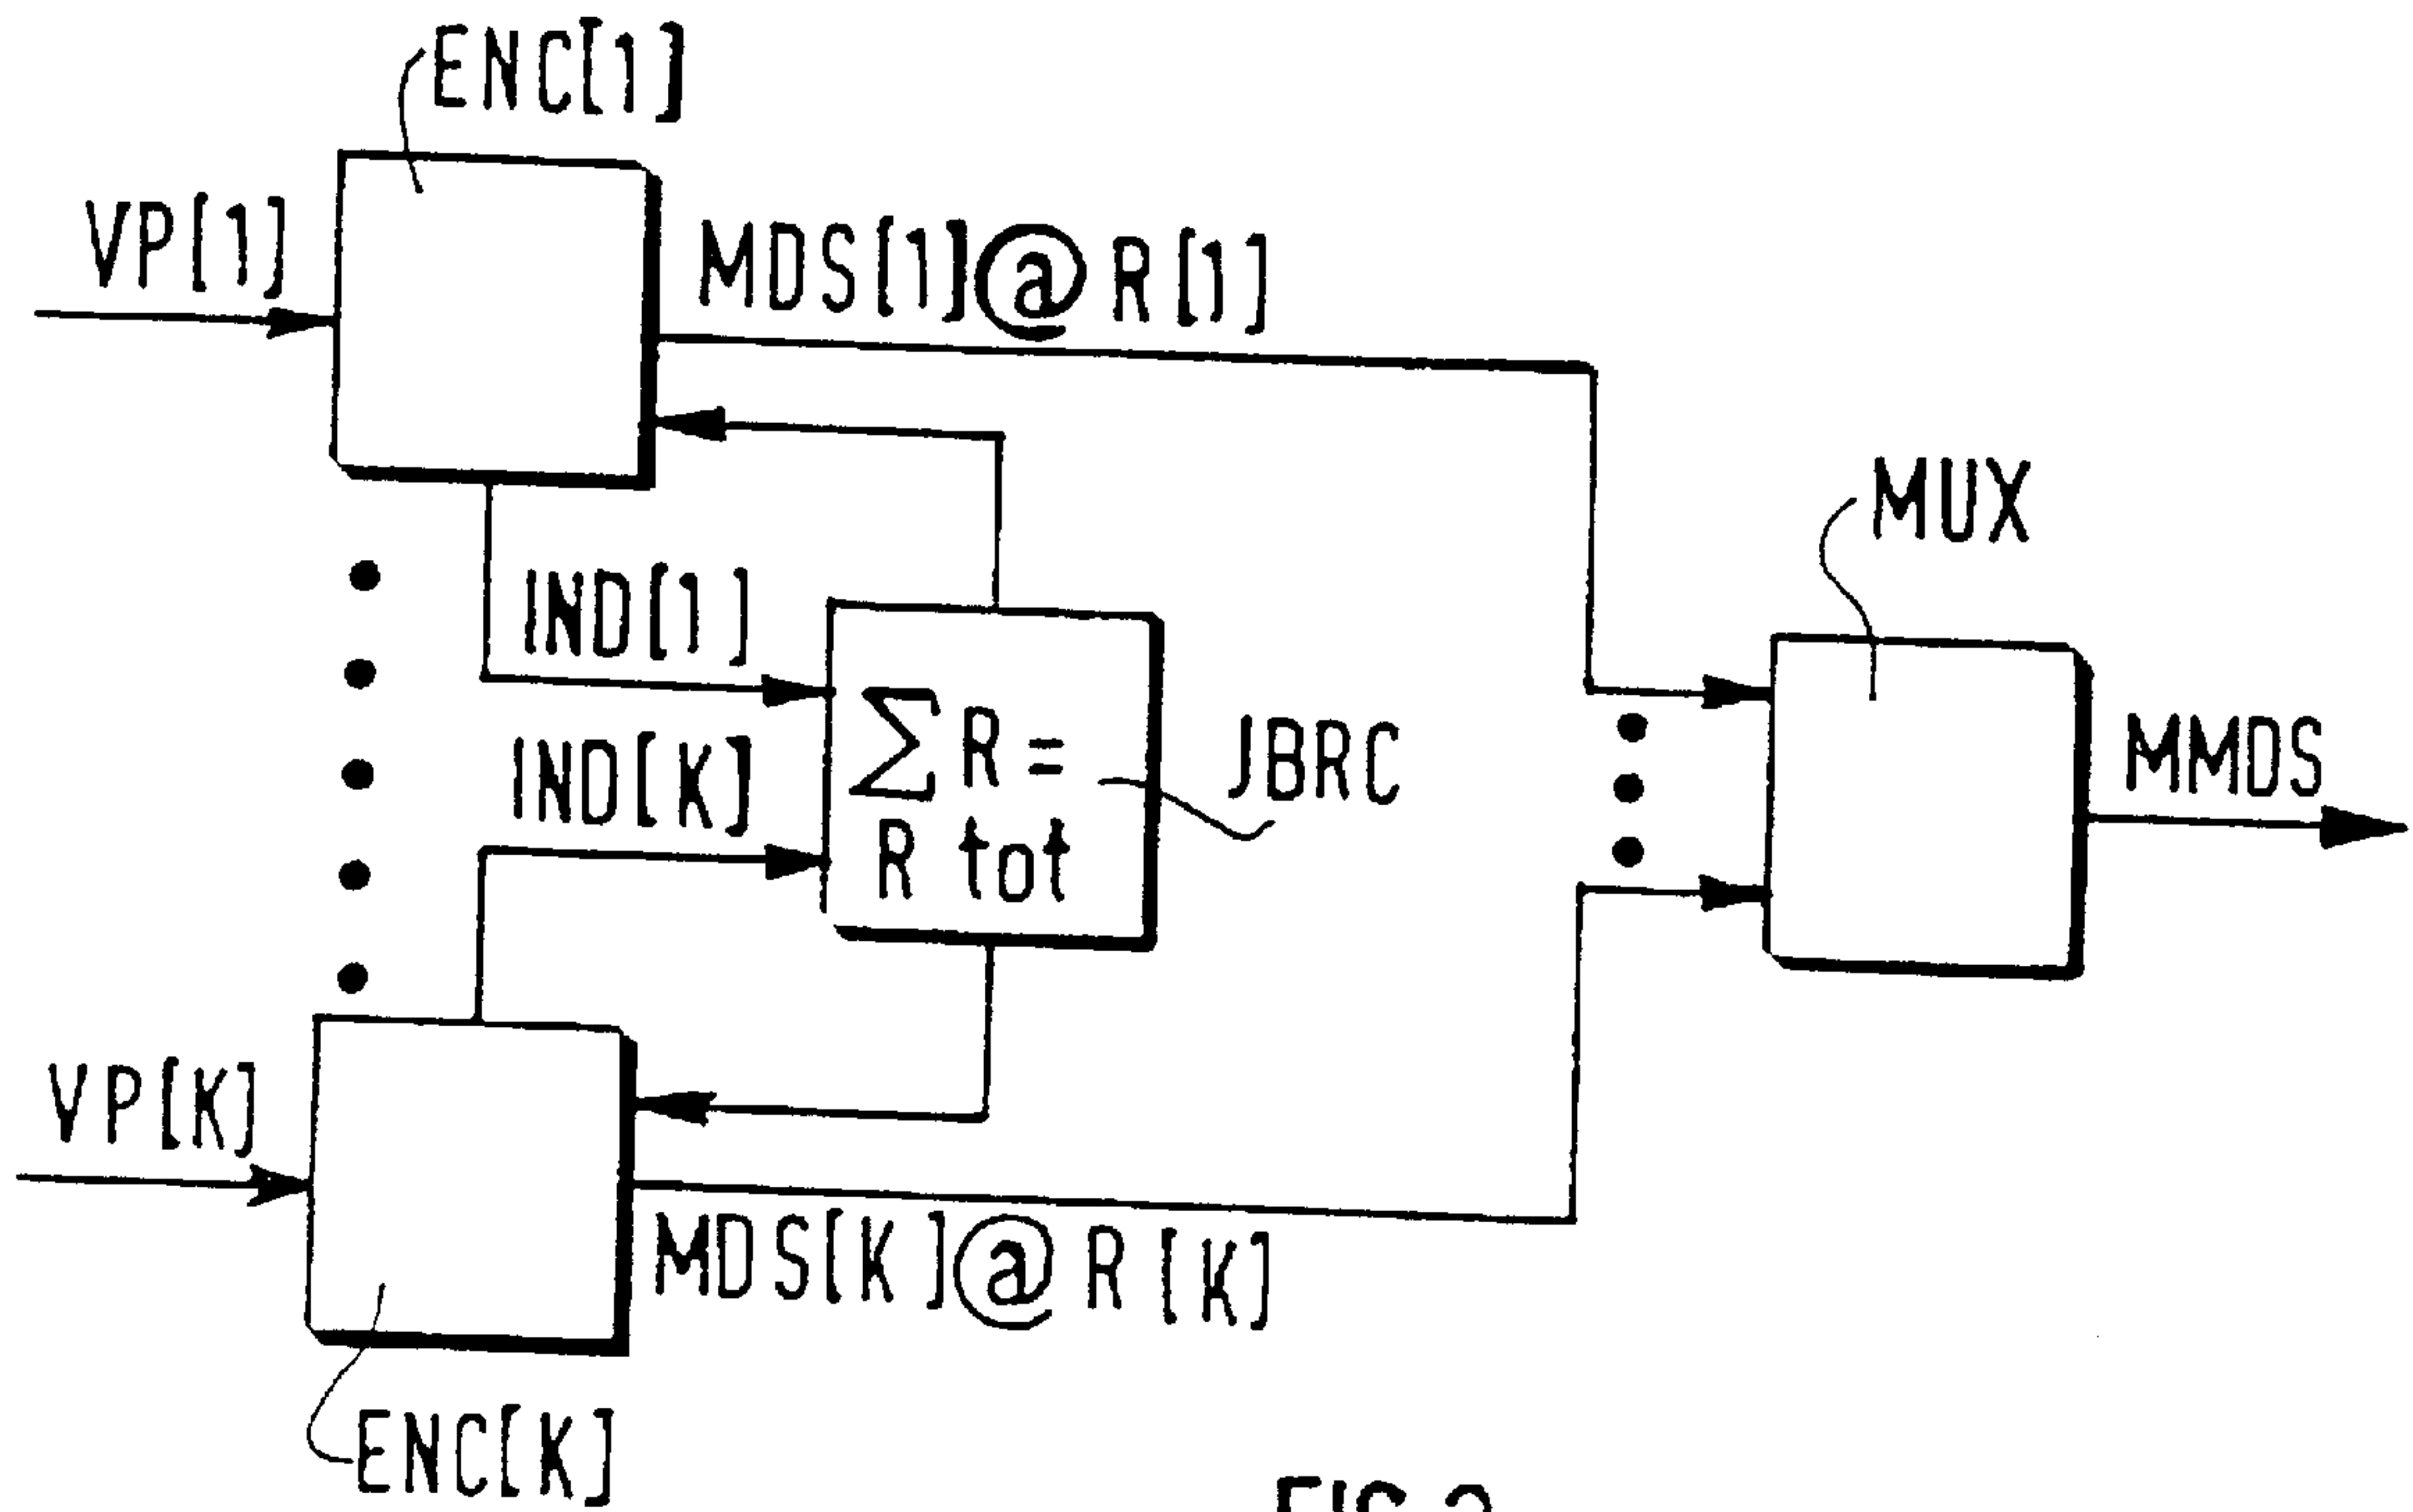 ENC[1]
VP[1]
MDS[1]@R[1]
MUX
IND[1]
∑R=
R tot
JBRC
IND[K]
MMDS
VP[K]
MDS[K]@R[K]
ENC[K]